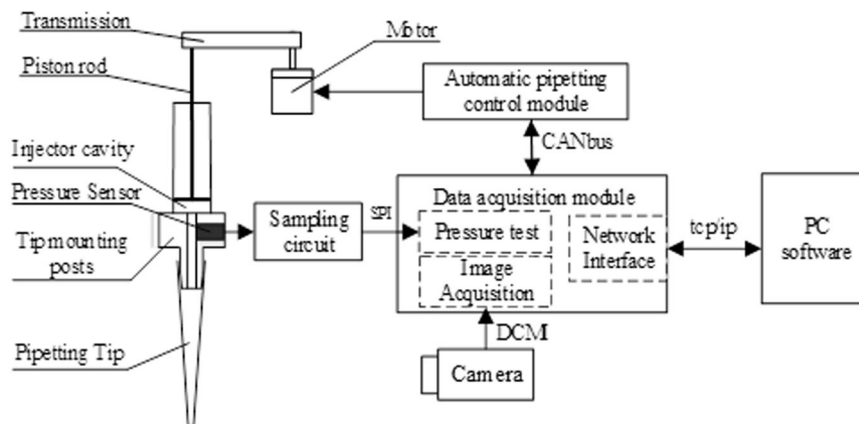 Transmission
Motor
Piston rod
Automatic pipetting
control module
CANbus
Injector cavity
Pressure Sensor
Tip mounting
posts
Sampling
circuit
SPI
Data acquisition module
Pressure test
Image
Acquisition
Network
Interface
tcp/ip
PC
software
DCMI
Camera
Pipetting Tip